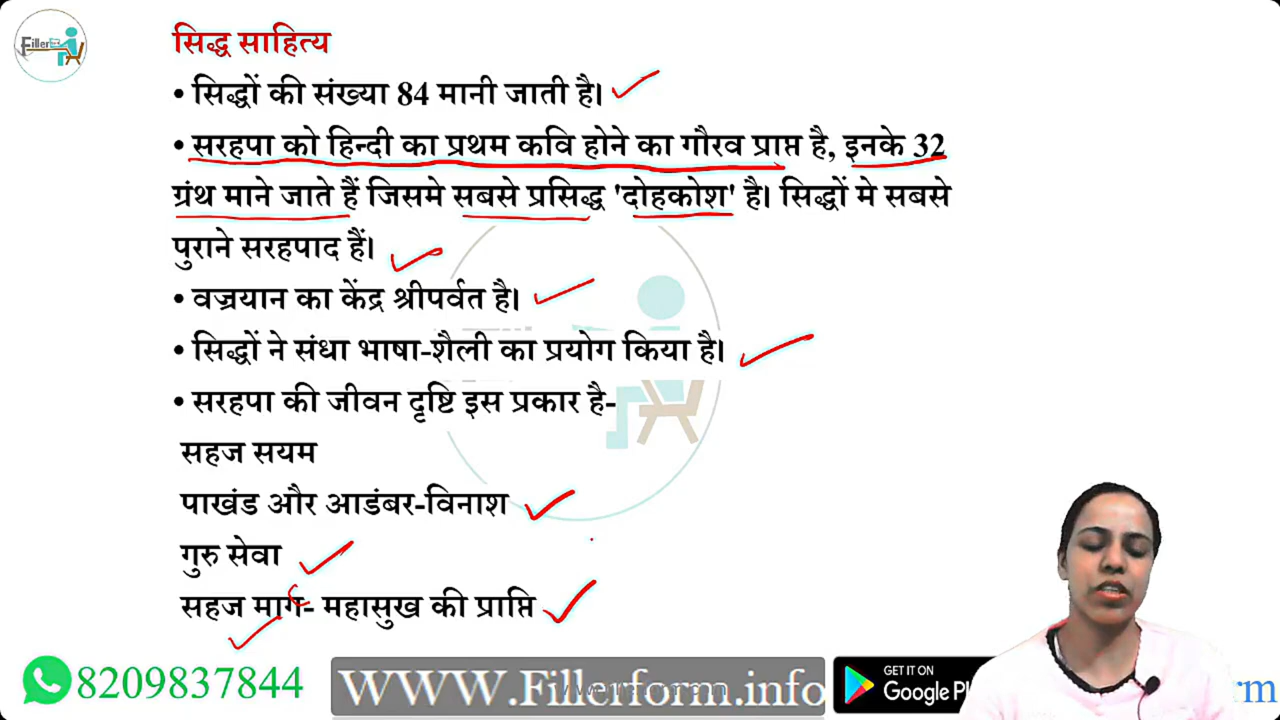 Filler
सिद्ध साहित्य
• सिद्धों की संख्या 84 मानी जाती है।
• सरहपा को हिन्दी का प्रथम कवि होने का गौरव प्राप्त है, इनके 32
ग्रंथ माने जाते हैं जिसमे सबसे प्रसिद्ध 'दोहकोश' है। सिद्धों मे सबसे
पुराने सरहपाद हैं।
• वज्रयान का केंद्र श्रीपर्वत है।
• सिद्धों ने संधा भाषा-शैली का प्रयोग किया है।
• सरहपा की जीवन दृष्टि इस प्रकार है-
सहज सयम
पाखंड और आडंबर-विनाश
गुरु सेवा
सहज माग- महासुख की प्राप्ति
8209837844
WWW.Fillerform.info
GET IT ON
Google Pl
rm